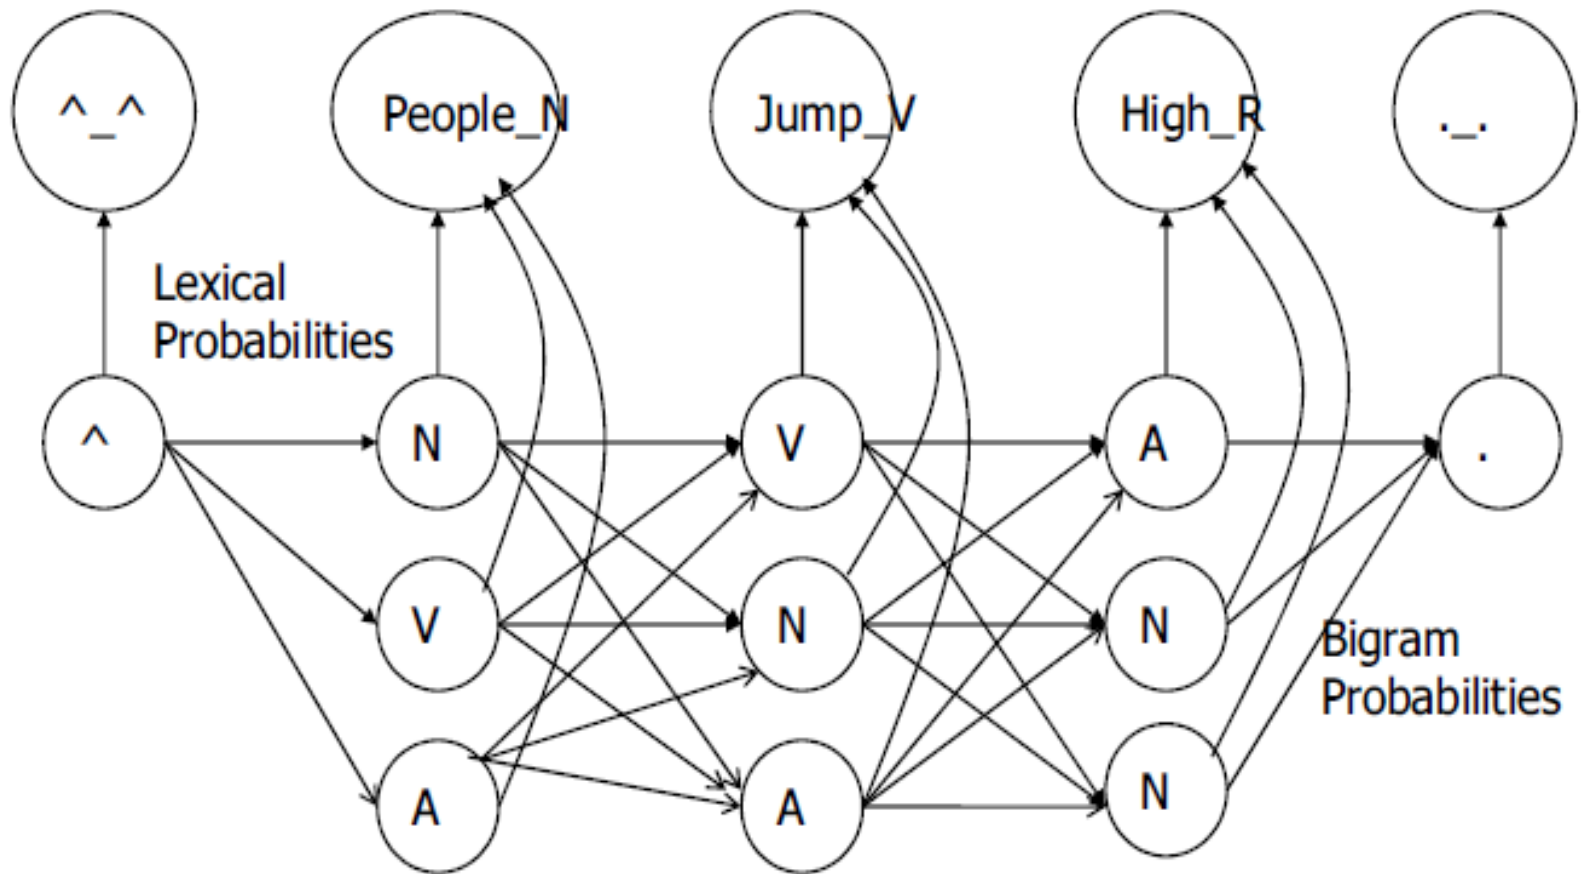 ^_^ People_N Jump_V High_R ._.
Lexical
Probabilities
^ N V A .
V N N
Bigram
Probabilities
A A N